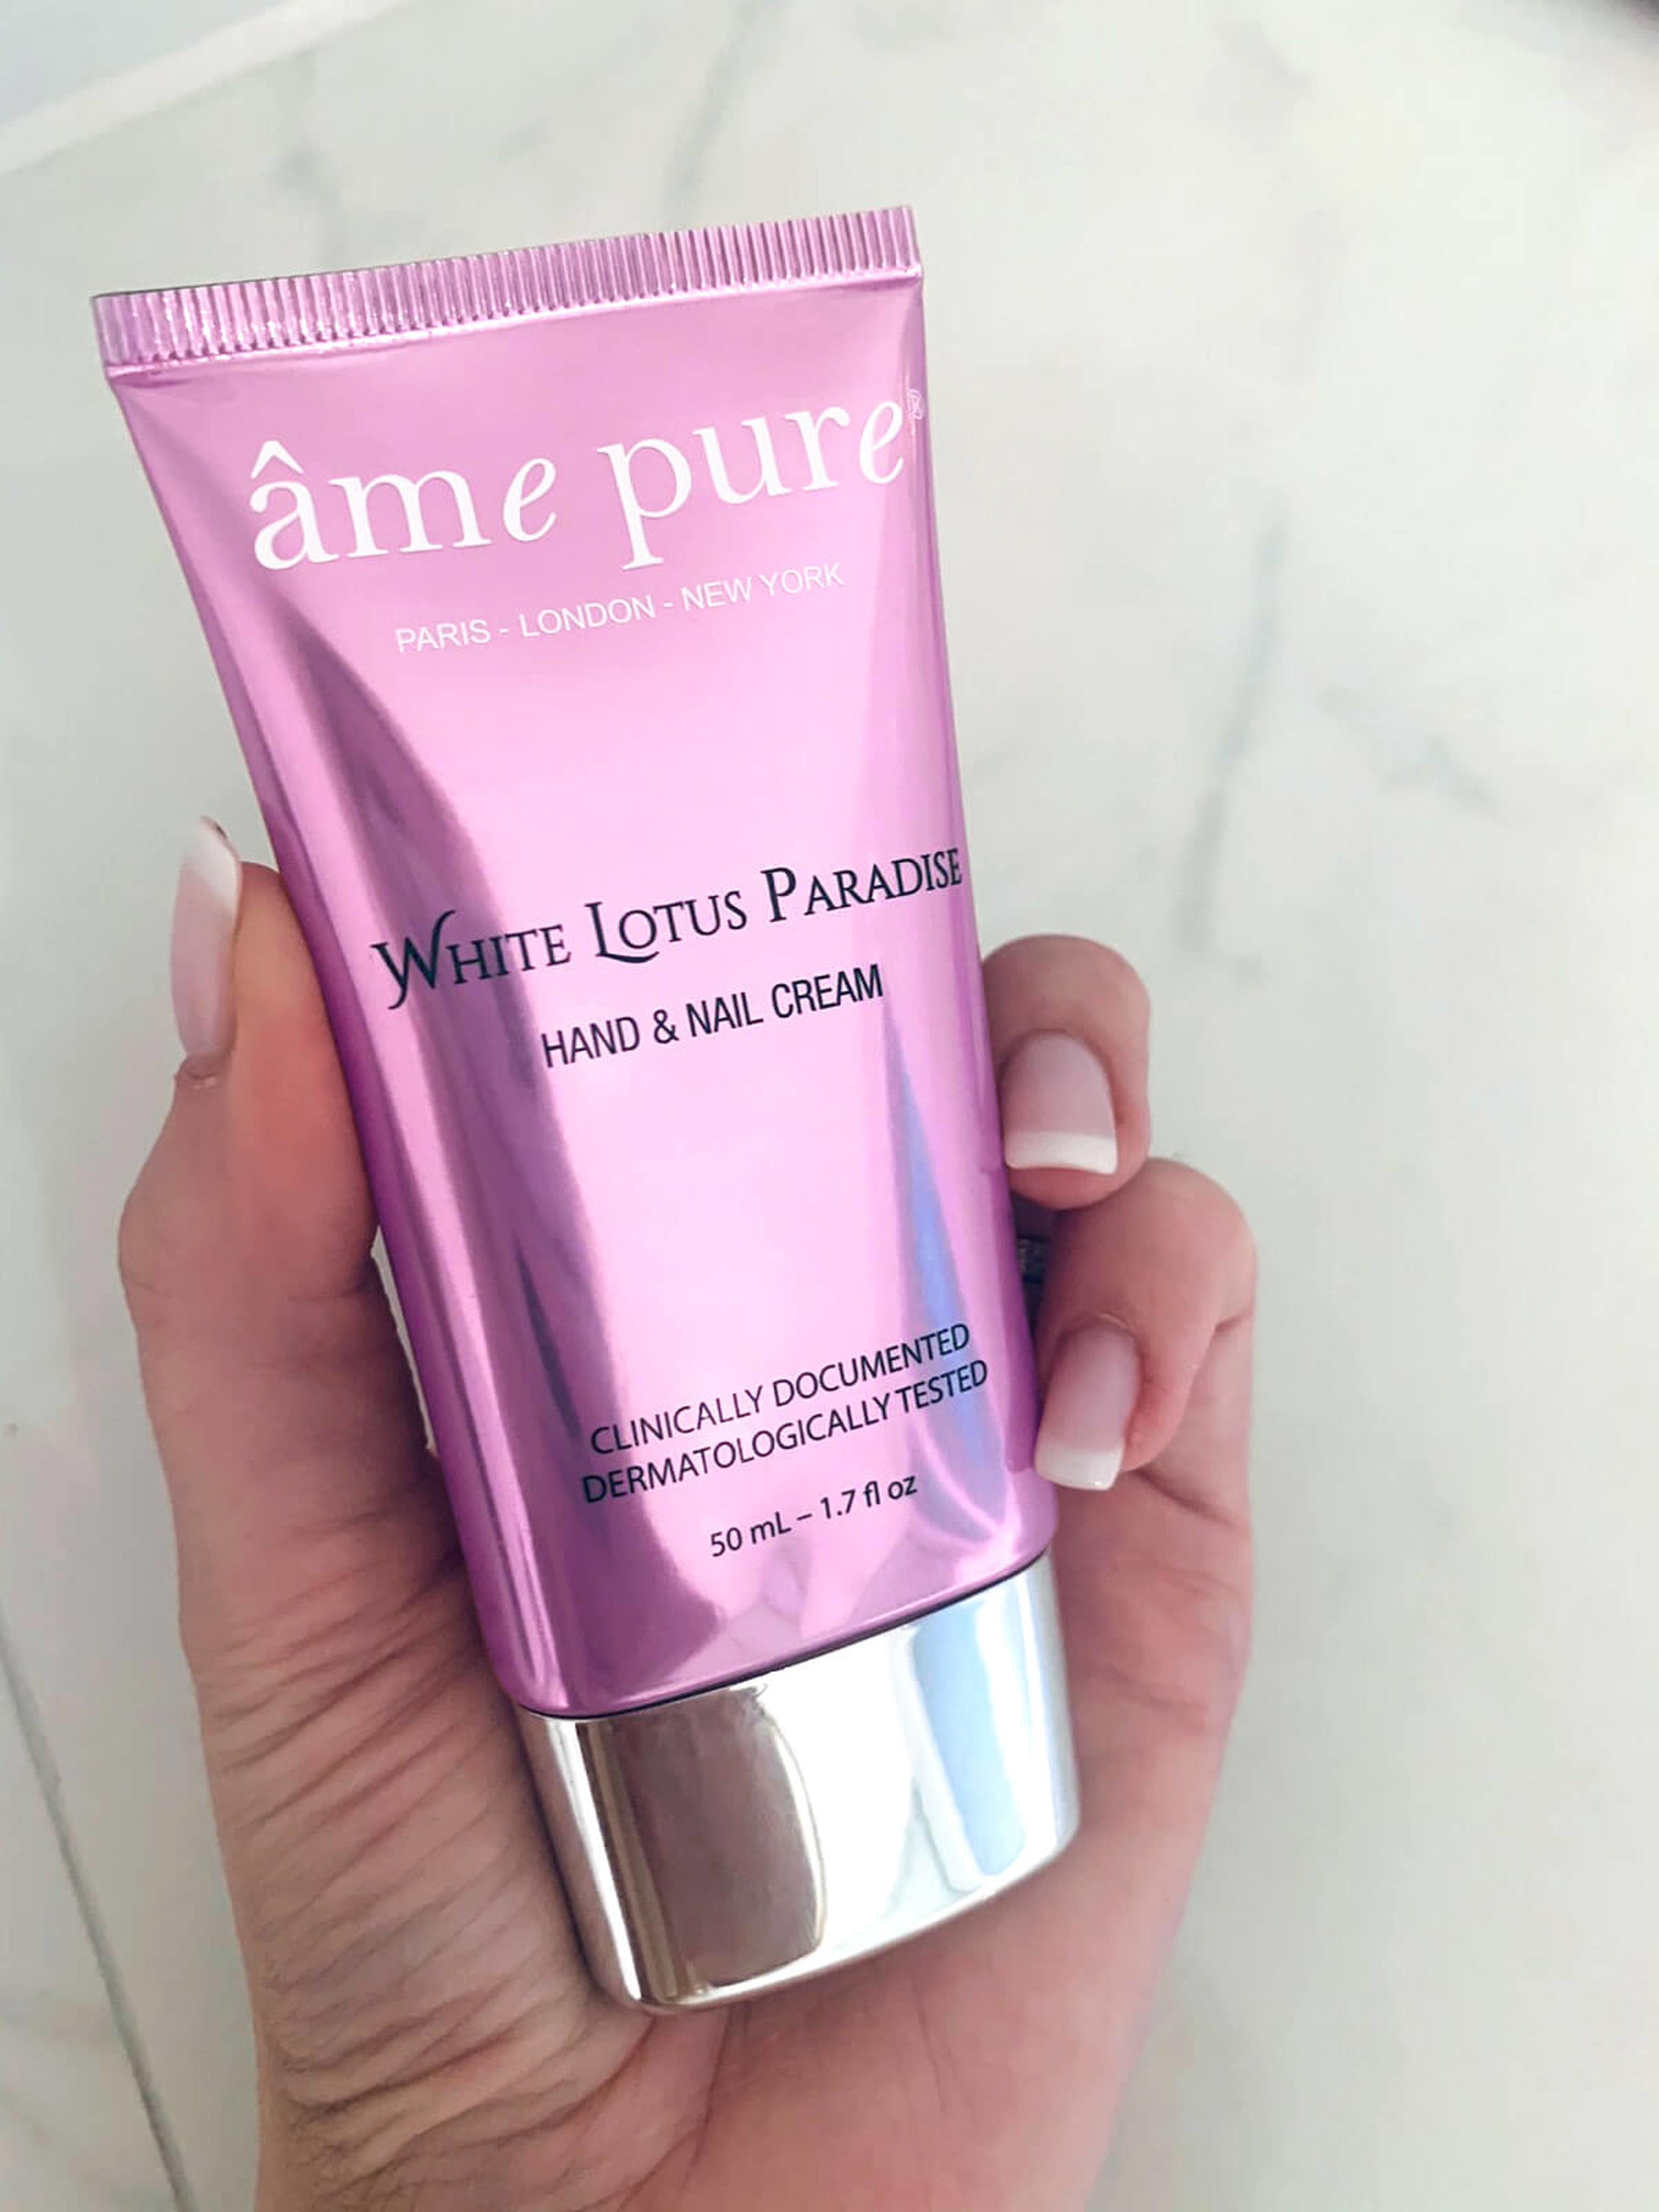 âme pure®
PARIS - LONDON - NEW YORK
WHITE LOTUS PARADISE
HAND & NAIL CREAM
CLINICALLY DOCUMENTED
DERMATOLOGICALLY TESTED
50 mL – 1.7 fl oz